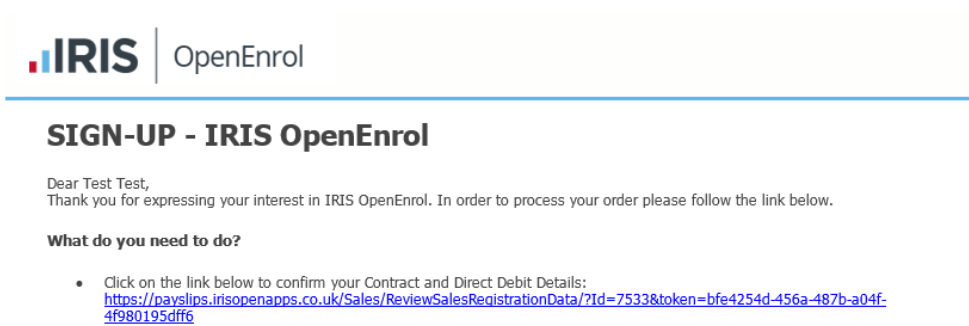 IRIS | OpenEnrol
SIGN-UP - IRIS OpenEnrol
Dear Test Test,
Thank you for expressing your interest in IRIS OpenEnrol. In order to process your order please follow the link below.
What do you need to do?
• Click on the link below to confirm your Contract and Direct Debit Details:
https://payslips.irisopenapps.co.uk/Sales/ReviewSalesRegistrationData/?Id=7533&token=bfe4254d-456a-487b-a04f-
4f980195dff6